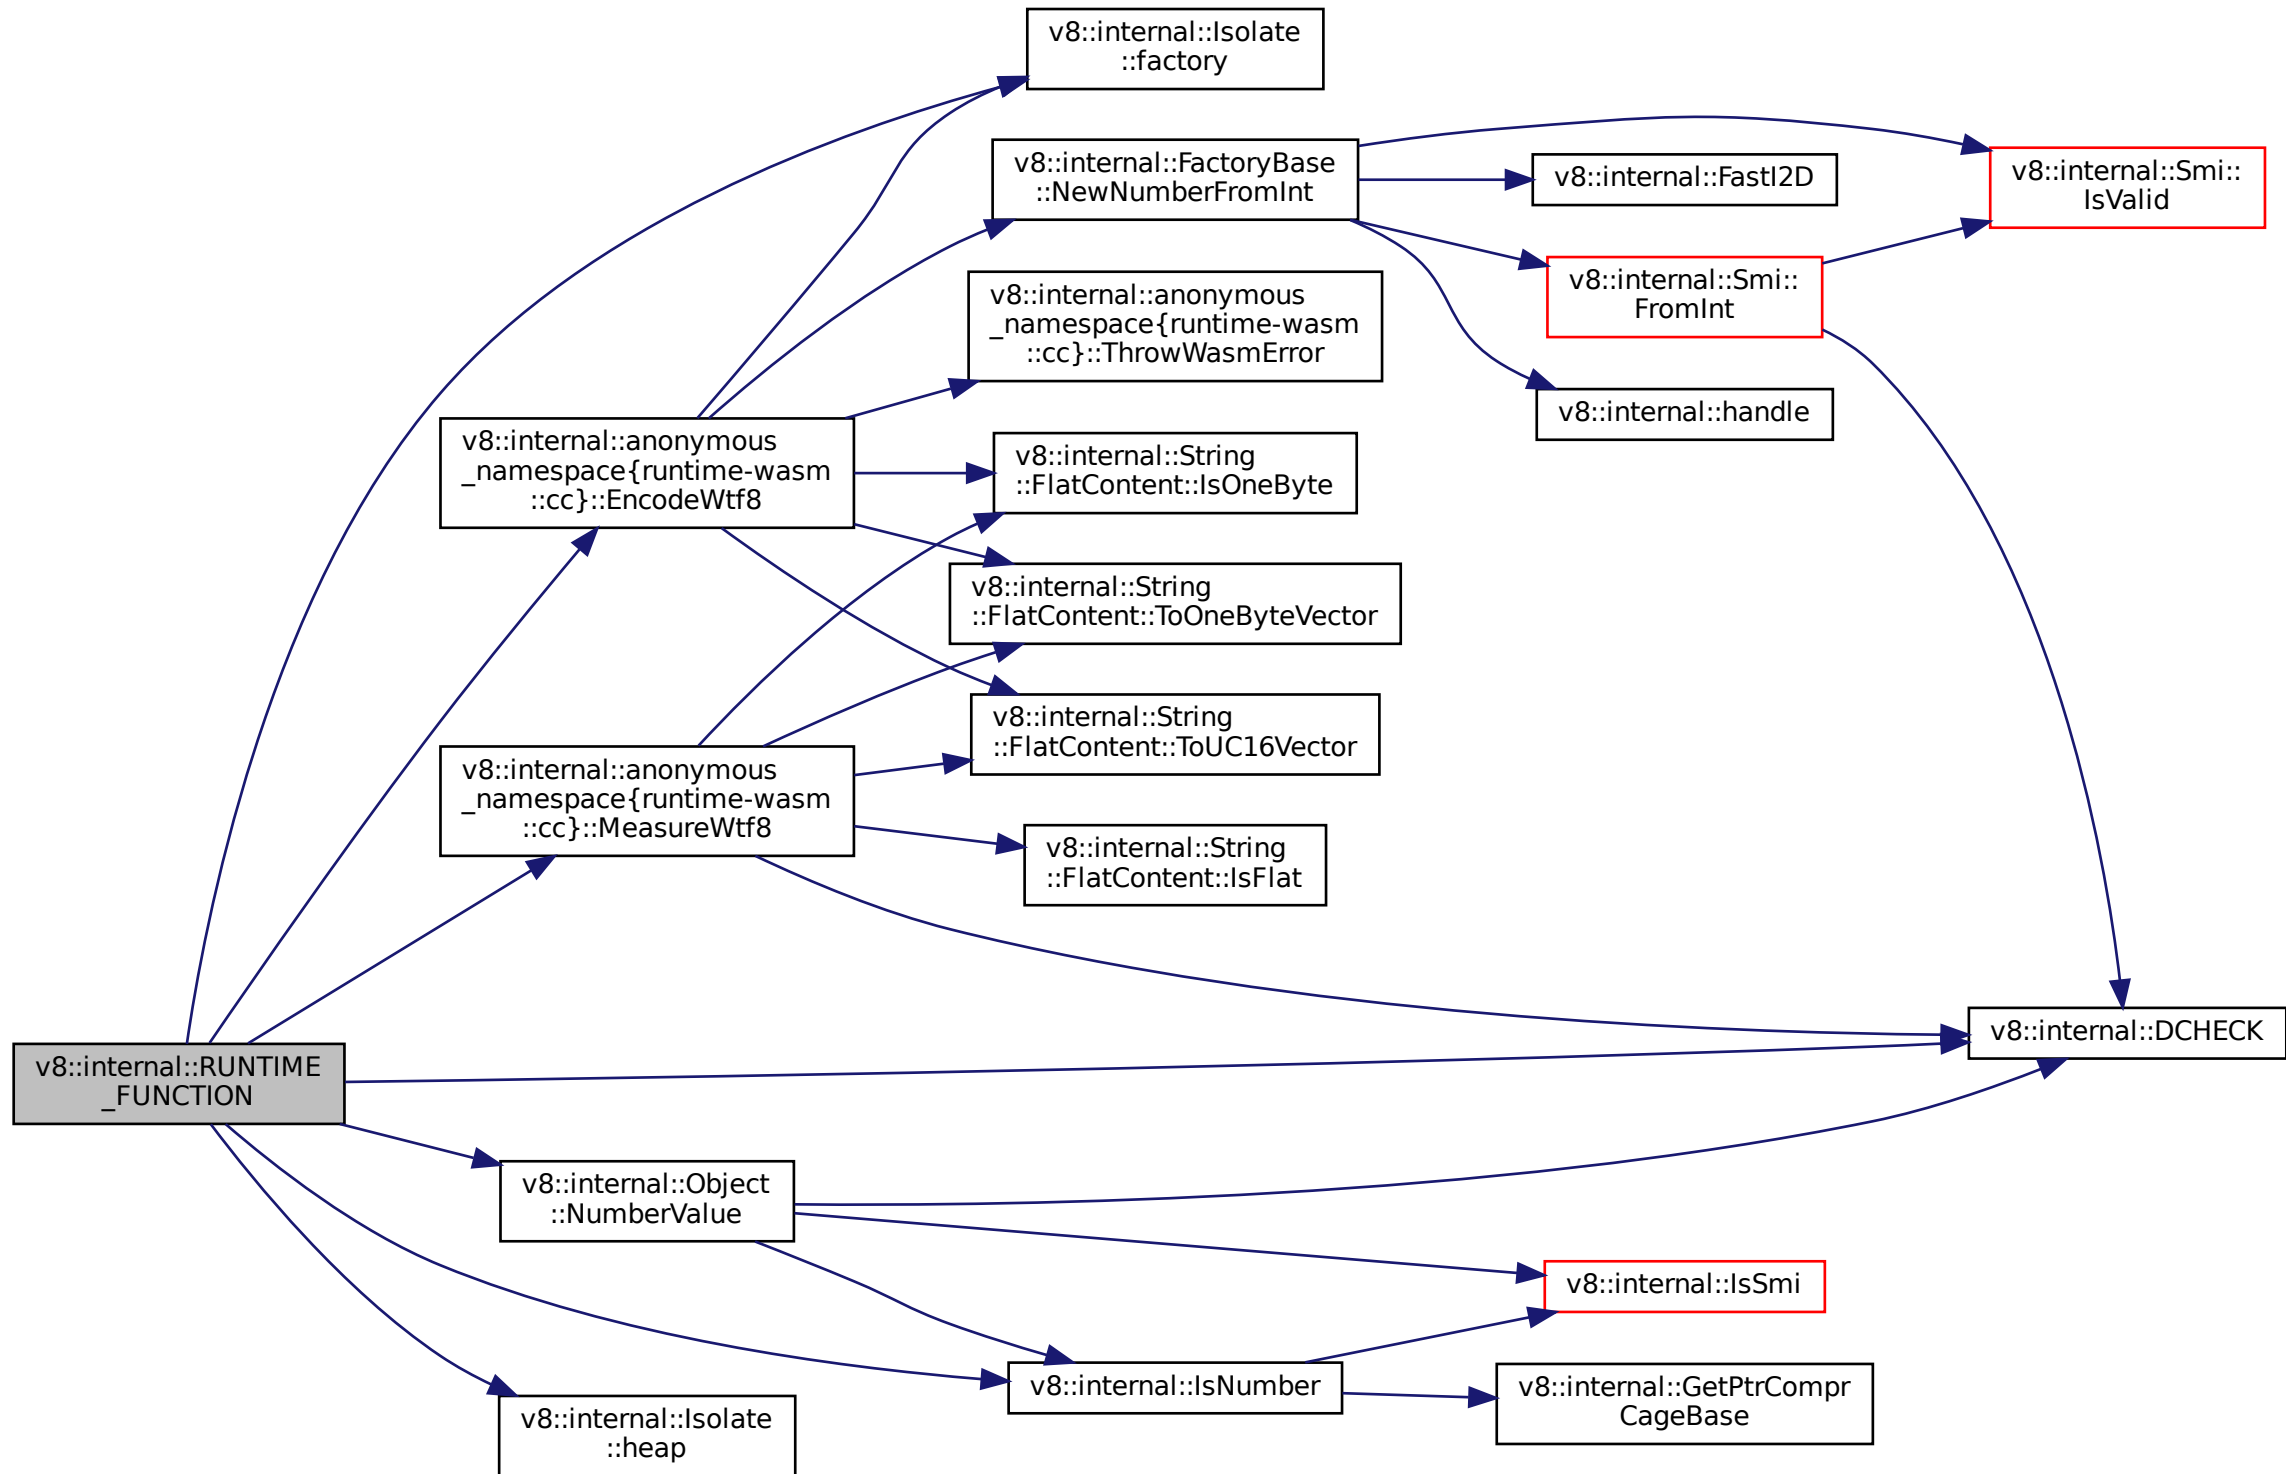 v8::internal::Isolate
::factory
v8::internal::FactoryBase
::NewNumberFromInt
v8::internal::FastI2D
v8::internal::Smi::
IsValid
v8::internal::Smi::
FromInt
v8::internal::anonymous
_namespace{runtime-wasm
::cc}::ThrowWasmError
v8::internal::handle
v8::internal::anonymous
_namespace{runtime-wasm
::cc}::EncodeWtf8
v8::internal::String
::FlatContent::IsOneByte
v8::internal::String
::FlatContent::ToOneByteVector
v8::internal::String
::FlatContent::ToUC16Vector
v8::internal::anonymous
_namespace{runtime-wasm
::cc}::MeasureWtf8
v8::internal::String
::FlatContent::IsFlat
v8::internal::DCHECK
v8::internal::RUNTIME
_FUNCTION
v8::internal::Object
::NumberValue
v8::internal::IsSmi
v8::internal::IsNumber
v8::internal::GetPtrCompr
CageBase
v8::internal::Isolate
::heap